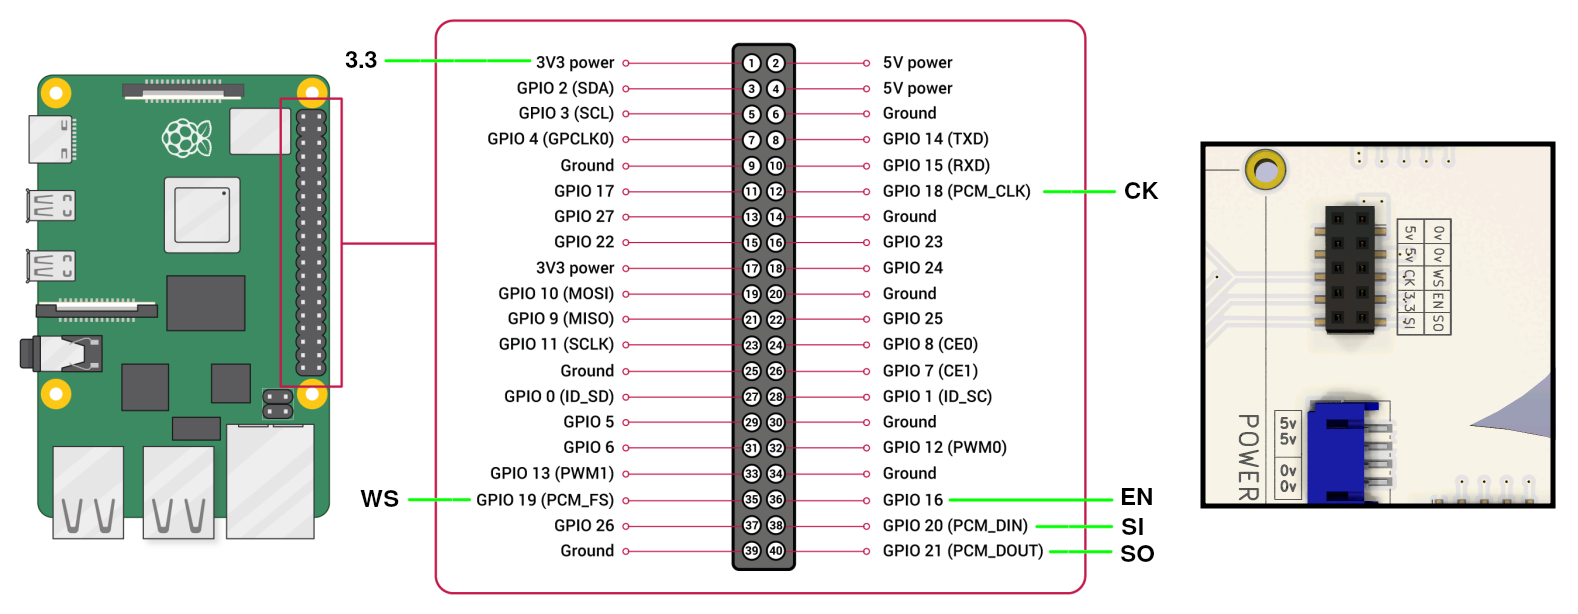 3.3
3V3 power 1 2 5V power
GPIO 2 (SDA) 3 4 5V power
GPIO 3 (SCL) 5 6 Ground
GPIO 4 (GPCLK0) 7 8 GPIO 14 (TXD)
Ground 9 10 GPIO 15 (RXD)
GPIO 17 11 12 GPIO 18 (PCM_CLK) CK
GPIO 27 13 14 Ground
GPIO 22 15 16 GPIO 23
3V3 power 17 18 GPIO 24
GPIO 10 (MOSI) 19 20 Ground
GPIO 9 (MISO) 21 22 GPIO 25
GPIO 11 (SCLK) 23 24 GPIO 8 (CE0)
Ground 25 26 GPIO 7 (CE1)
GPIO 0 (ID_SD) 27 28 GPIO 1 (ID_SC)
GPIO 5 29 30 Ground
GPIO 6 31 32 GPIO 12 (PWM0)
GPIO 13 (PWM1) 33 34 Ground
WS GPIO 19 (PCM_FS) 35 36 GPIO 16 EN
GPIO 26 37 38 GPIO 20 (PCM_DIN) SI
Ground 39 40 GPIO 21 (PCM_DOUT) SO
0v 0v WS EN SO
5v 5v CK 3.3 SI
POWER
5v
5v
0v
0v